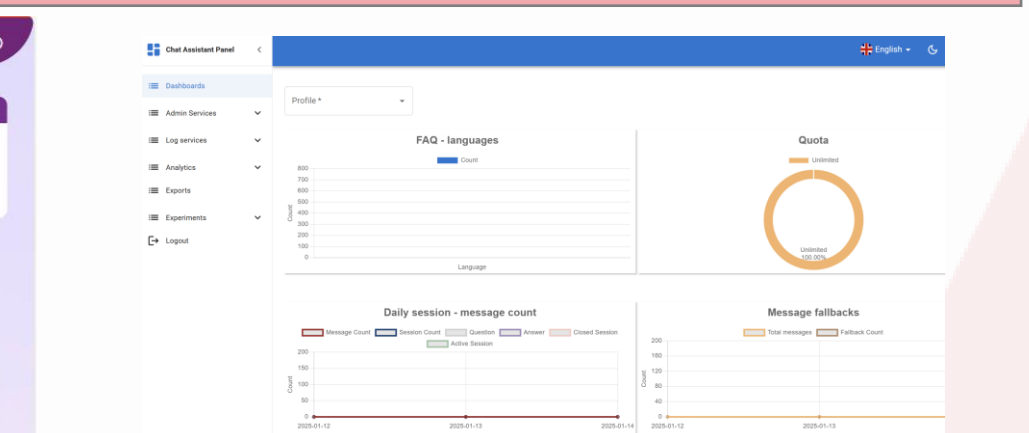 Chat Assistant Panel
English
Dashboards
Admin Services
Log services
Analytics
Exports
Experiments
Logout
Profile *
FAQ - languages
Count
800
700
600
500
400
300
200
100
0
Count
Language
Quota
Unlimited
Unlimited
100.00%
Daily session - message count
Message Count Session Count Question Answer Closed Session
Active Session
200
150
100
50
0
Count
2025-01-12 2025-01-13 2025-01-14
Message fallbacks
Total messages Fallback Count
200
160
120
80
40
0
Count
2025-01-12 2025-01-13